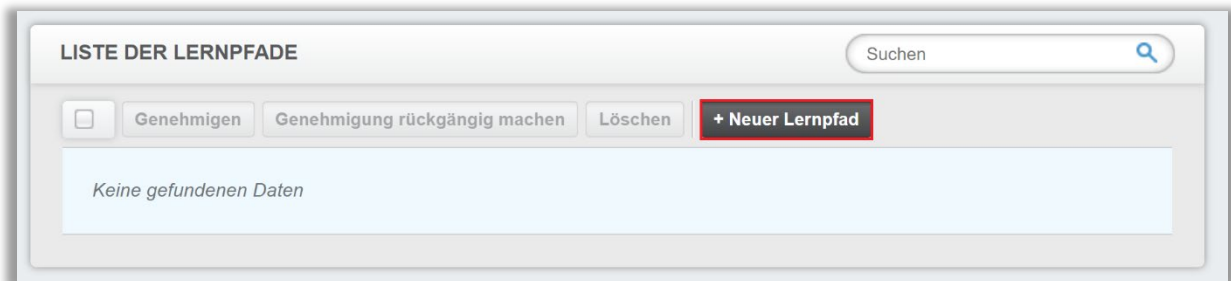 LISTE DER LERNPFADE
Suchen
Genehmigen Genehmigung rückgängig machen Löschen + Neuer Lernpfad
Keine gefundenen Daten